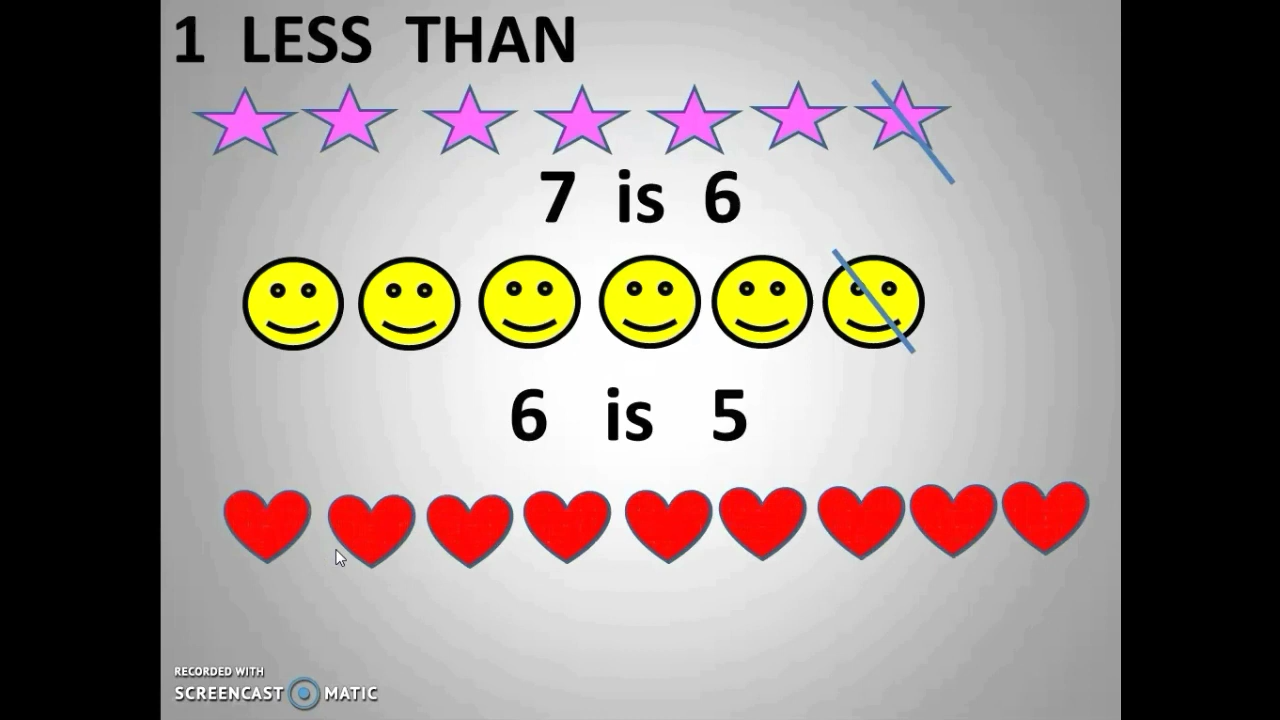 1 LESS THAN
7 is 6
6 is 5
RECORDED WITH
SCREENCAST MATIC